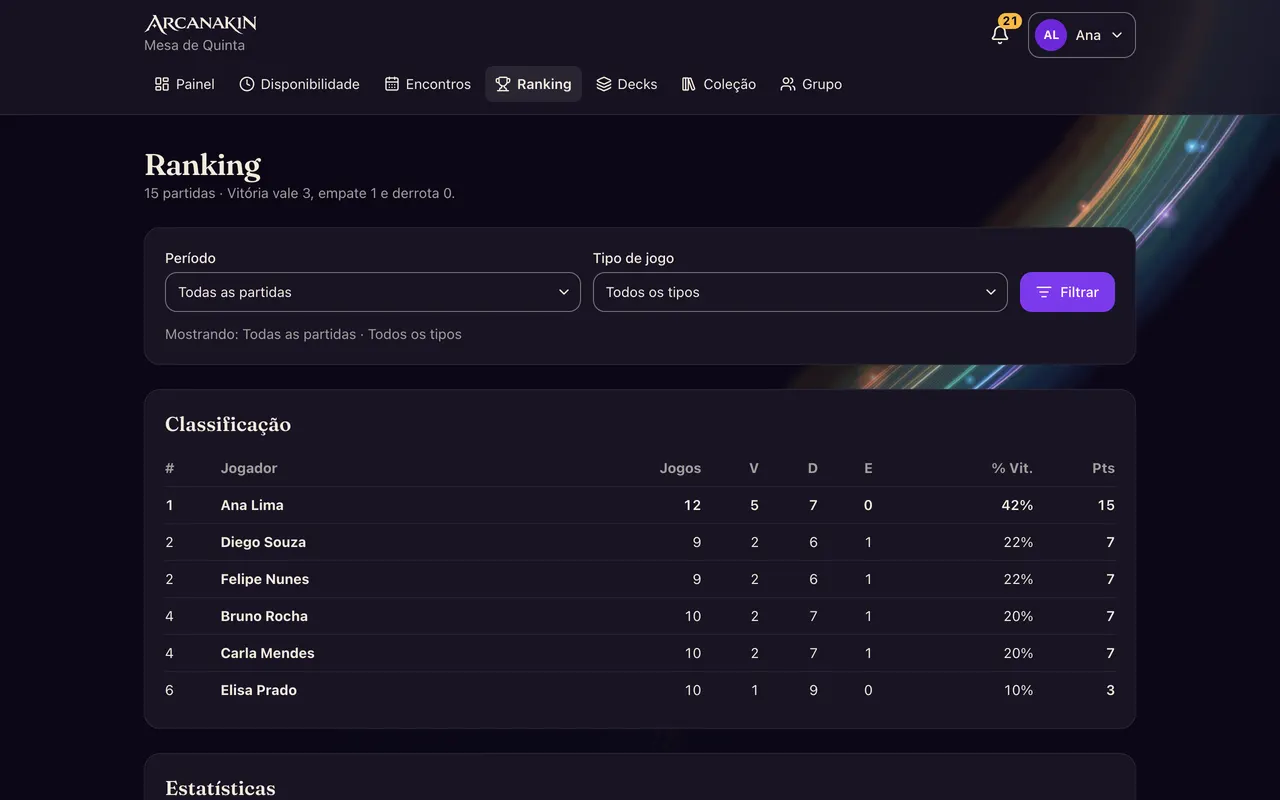 ARCANAKIN
Mesa de Quinta
21
AL Ana
Painel Disponibilidade Encontros Ranking Decks Coleção Grupo
Ranking
15 partidas · Vitória vale 3, empate 1 e derrota 0.
Período Tipo de jogo
Todas as partidas Todos os tipos Filtrar
Mostrando: Todas as partidas · Todos os tipos
Classificação
# Jogador Jogos V D E % Vit. Pts
1 Ana Lima 12 5 7 0 42% 15
2 Diego Souza 9 2 6 1 22% 7
2 Felipe Nunes 9 2 6 1 22% 7
4 Bruno Rocha 10 2 7 1 20% 7
4 Carla Mendes 10 2 7 1 20% 7
6 Elisa Prado 10 1 9 0 10% 3
Estatísticas